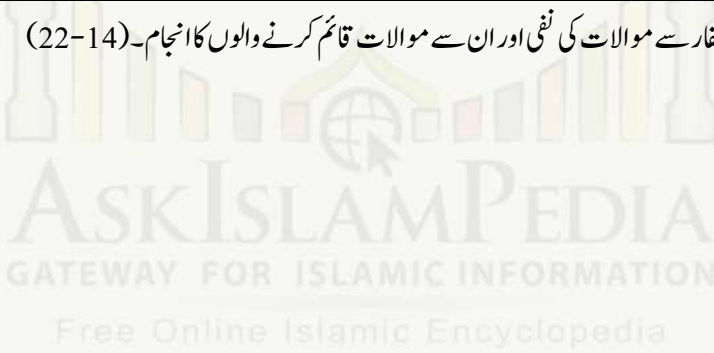 فار سے موالات کی نفی اور ان سے موالات قائم کرنے والوں کا انجام۔(14-22)
ASKISLAMPEDIA
GATEWAY FOR ISLAMIC INFORMATION
Free Online Islamic Encyclopedia